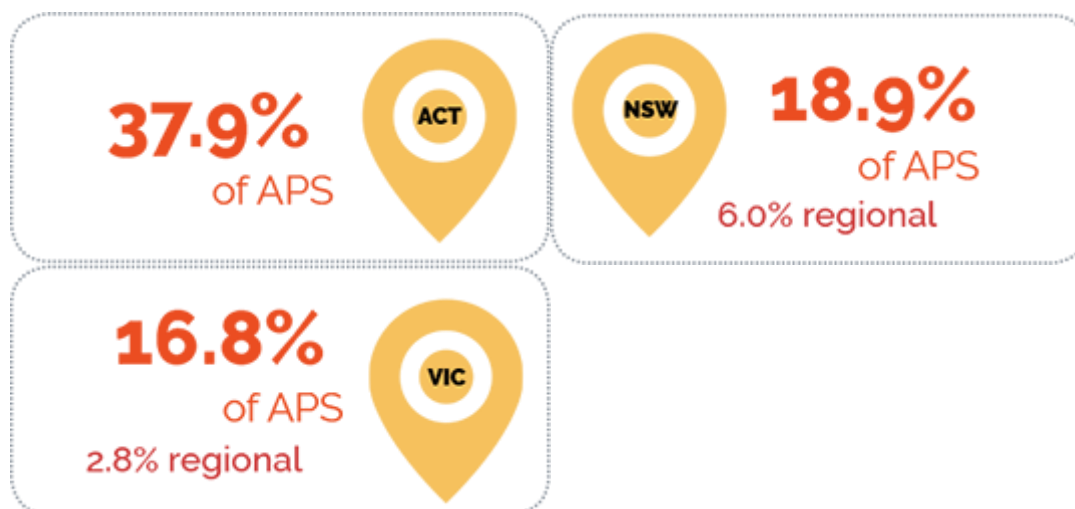 37.9%
of APS
ACT
NSW
18.9%
of APS
6.0% regional
16.8%
of APS
2.8% regional
VIC